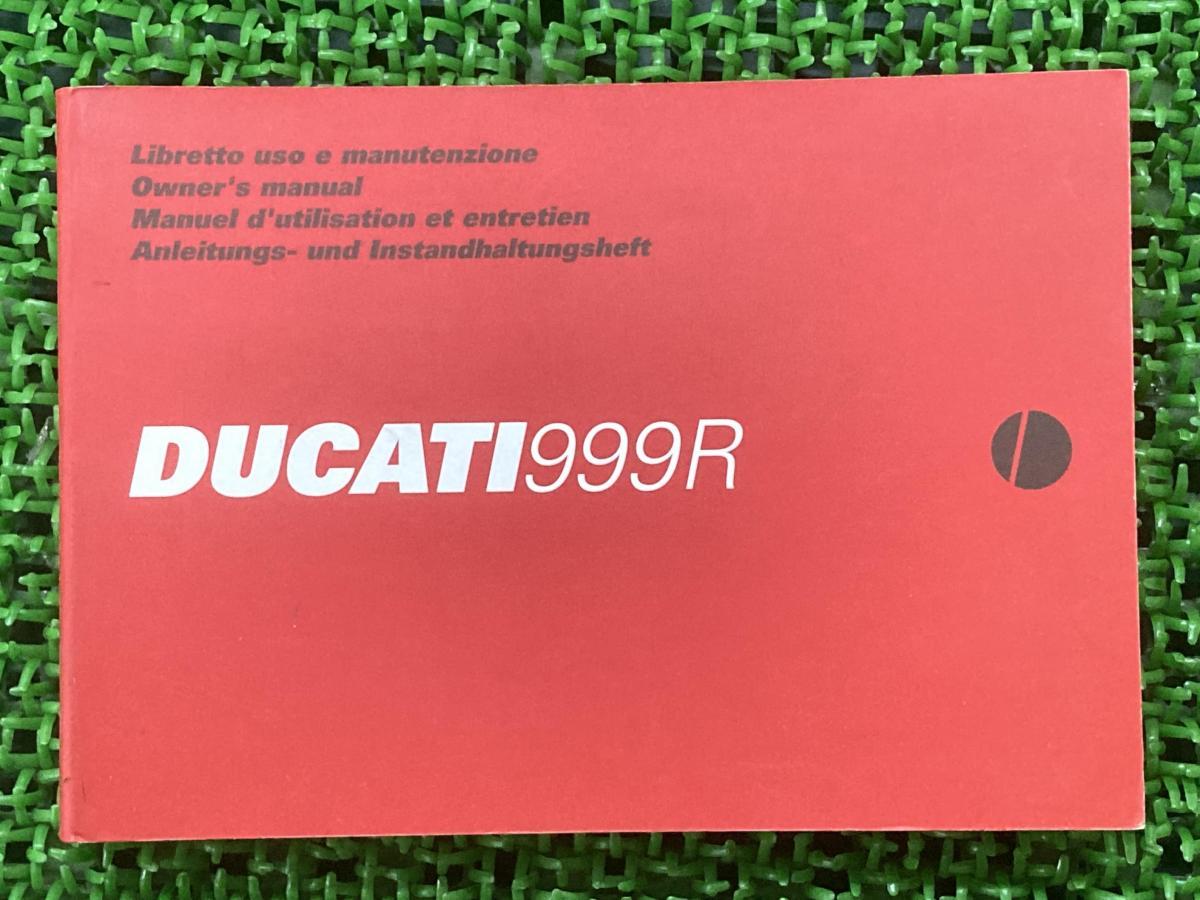 Libretto uso e manutenzione
Owner's manual
Manuel d'utilisation et entretien
Anleitungs- und Instandhaltungsheft
DUCATI999R